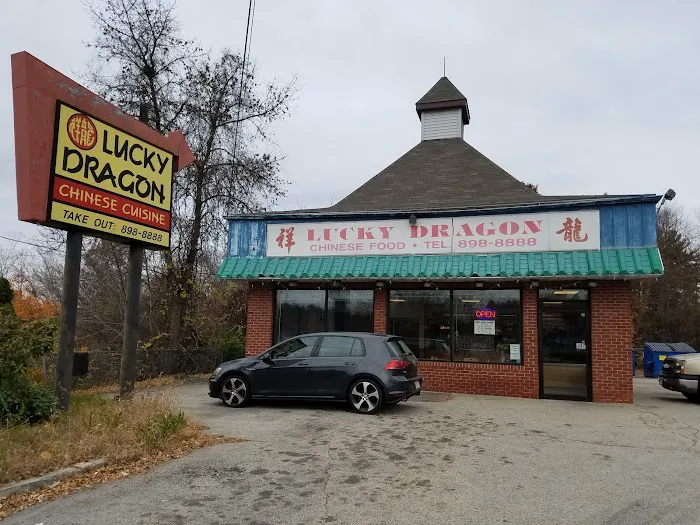 LUCKY
DRAGON
CHINESE CUISINE
TAKE OUT: 898-8888
祥 LUCKY DRAGON 龍
CHINESE FOOD • TEL. 898-8888
OPEN